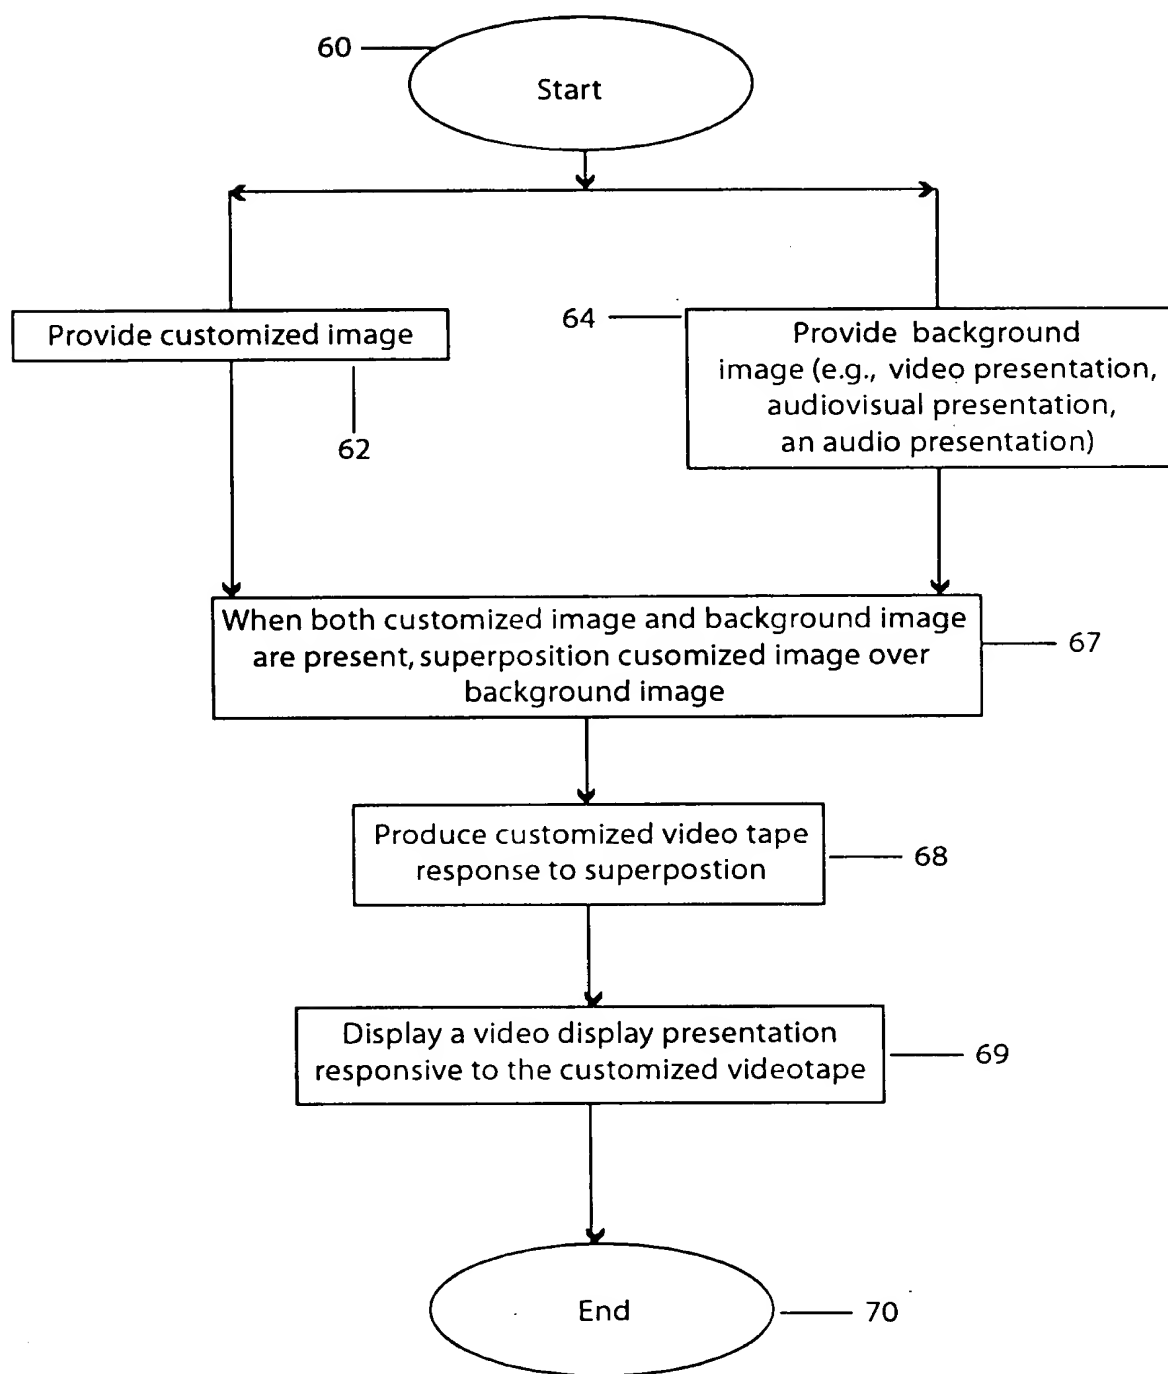 60
Start
Provide customized image
62
64
Provide background
image (e.g., video presentation,
audiovisual presentation,
an audio presentation)
When both customized image and background image
are present, superposition cusomized image over
background image
67
Produce customized video tape
response to superpostion
68
Display a video display presentation
responsive to the customized videotape
69
End
70